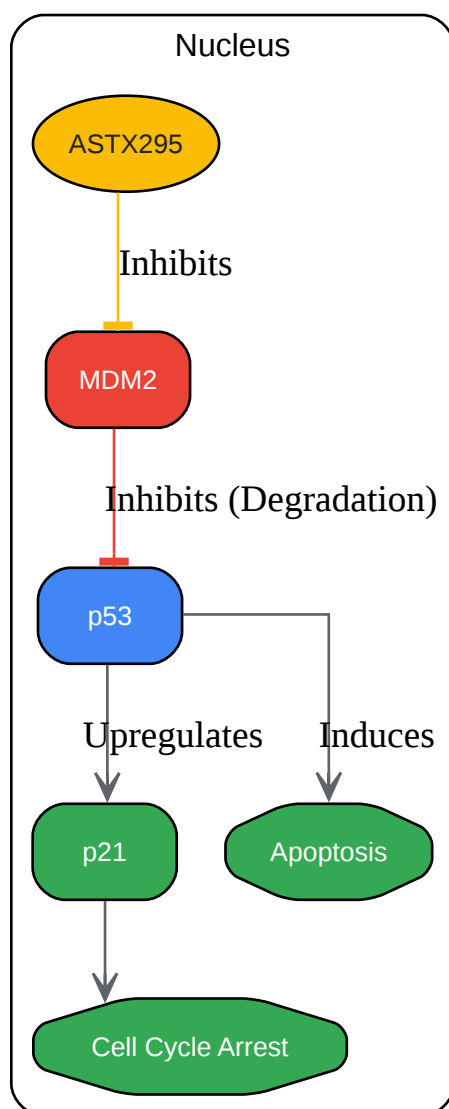 Nucleus
ASTX295
Inhibits
MDM2
Inhibits (Degradation)
p53
Upregulates
Induces
p21
Apoptosis
Cell Cycle Arrest